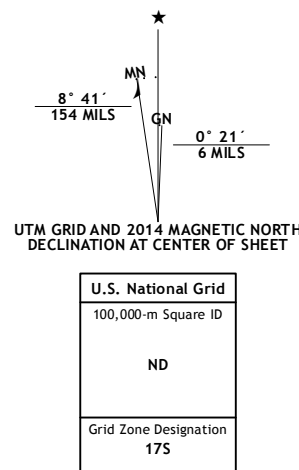 ★
MN
GN
8° 41´
154 MILS
0° 21´
6 MILS
UTM GRID AND 2014 MAGNETIC NORTH
DECLINATION AT CENTER OF SHEET
U.S. National Grid
100,000-m Square ID
ND
Grid Zone Designation
17S